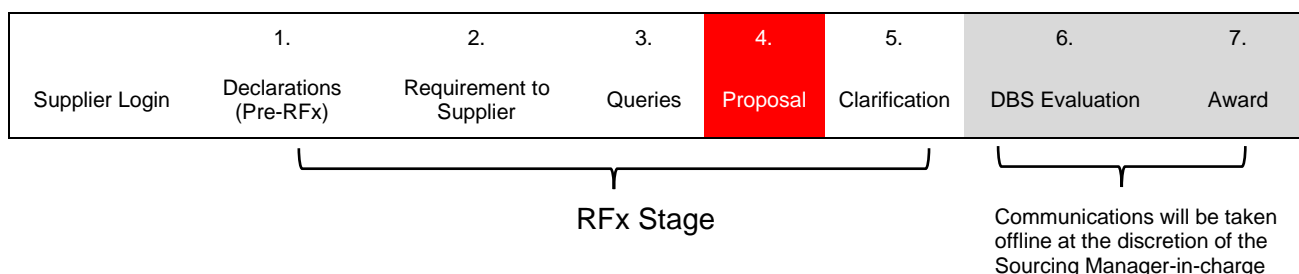 1. 2. 3. 4. 5. 6. 7.
Supplier Login Declarations Requirement to Queries Proposal Clarification DBS Evaluation Award
(Pre-RFx) Supplier
RFx Stage
Communications will be taken
offline at the discretion of the
Sourcing Manager-in-charge